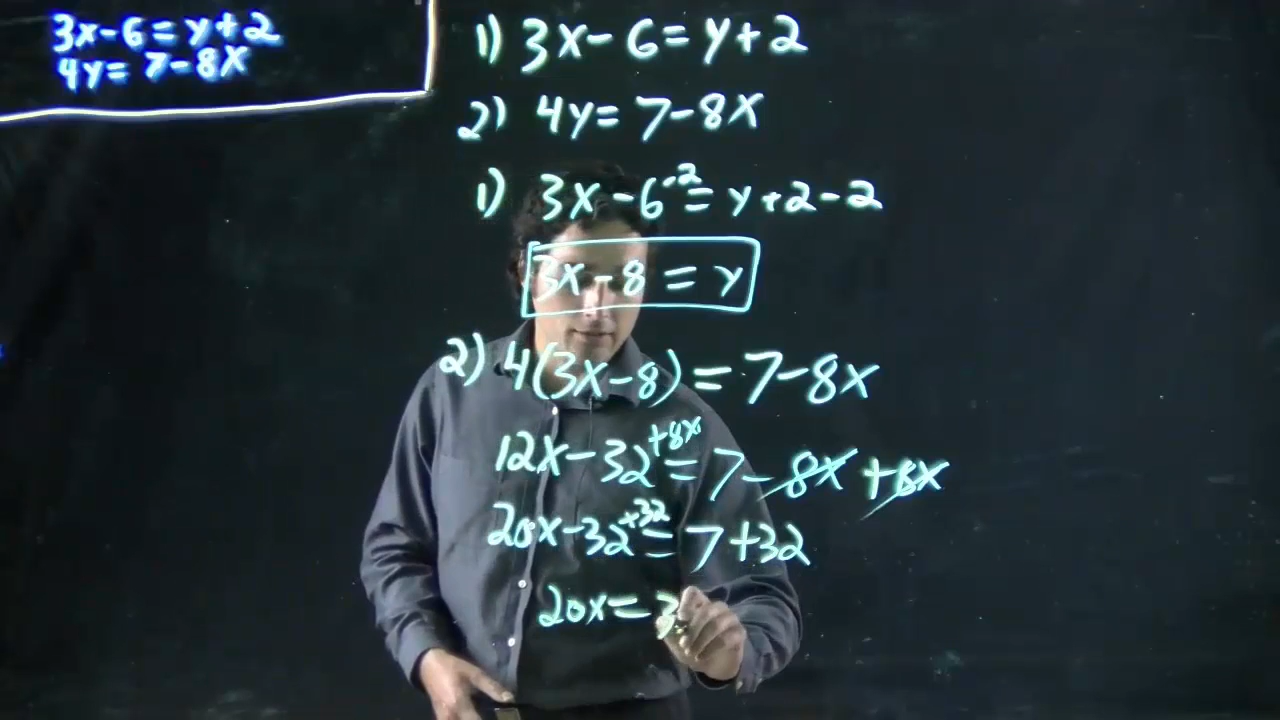 3x-6=y+2
4y=7-8x
1) 3x-6=y+2
2) 4y=7-8x
1) 3x-6-2=y+2-2
3x-8=y
2) 4(3x-8)=7-8x
12x-32+8x=7-8x+8x
20x-32+32=7+32
20x=3